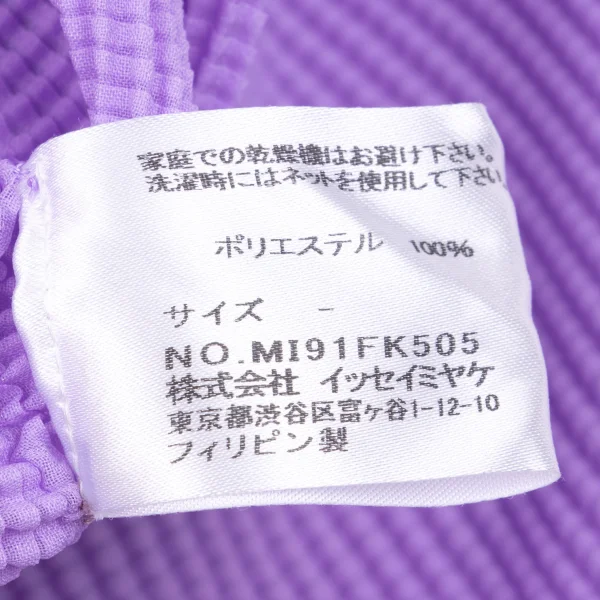 家庭での乾燥機はお避け下さい。
洗濯時にはネットを使用して下さい
ポリエステル 100%
サイズ -
NO.MI91FK505
株式会社 イッセイミヤケ
東京都渋谷区富ヶ谷1-12-10
フィリピン製